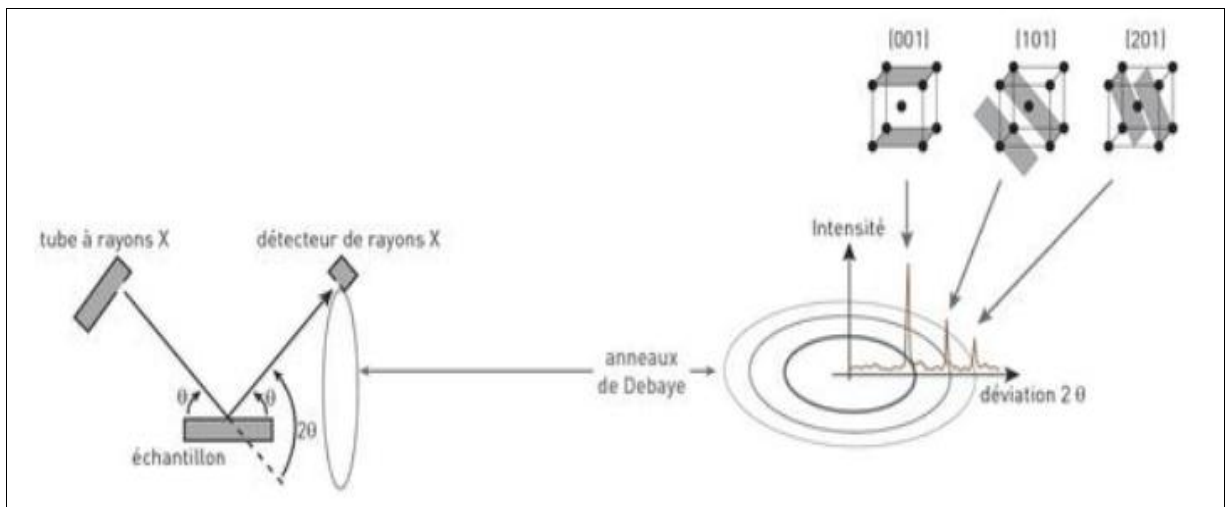 (001)
(101)
(201)
tube à rayons X
détecteur de rayons X
Intensité
anneaux
de Debaye
déviation 2 θ
θ
θ
2θ
échantillon